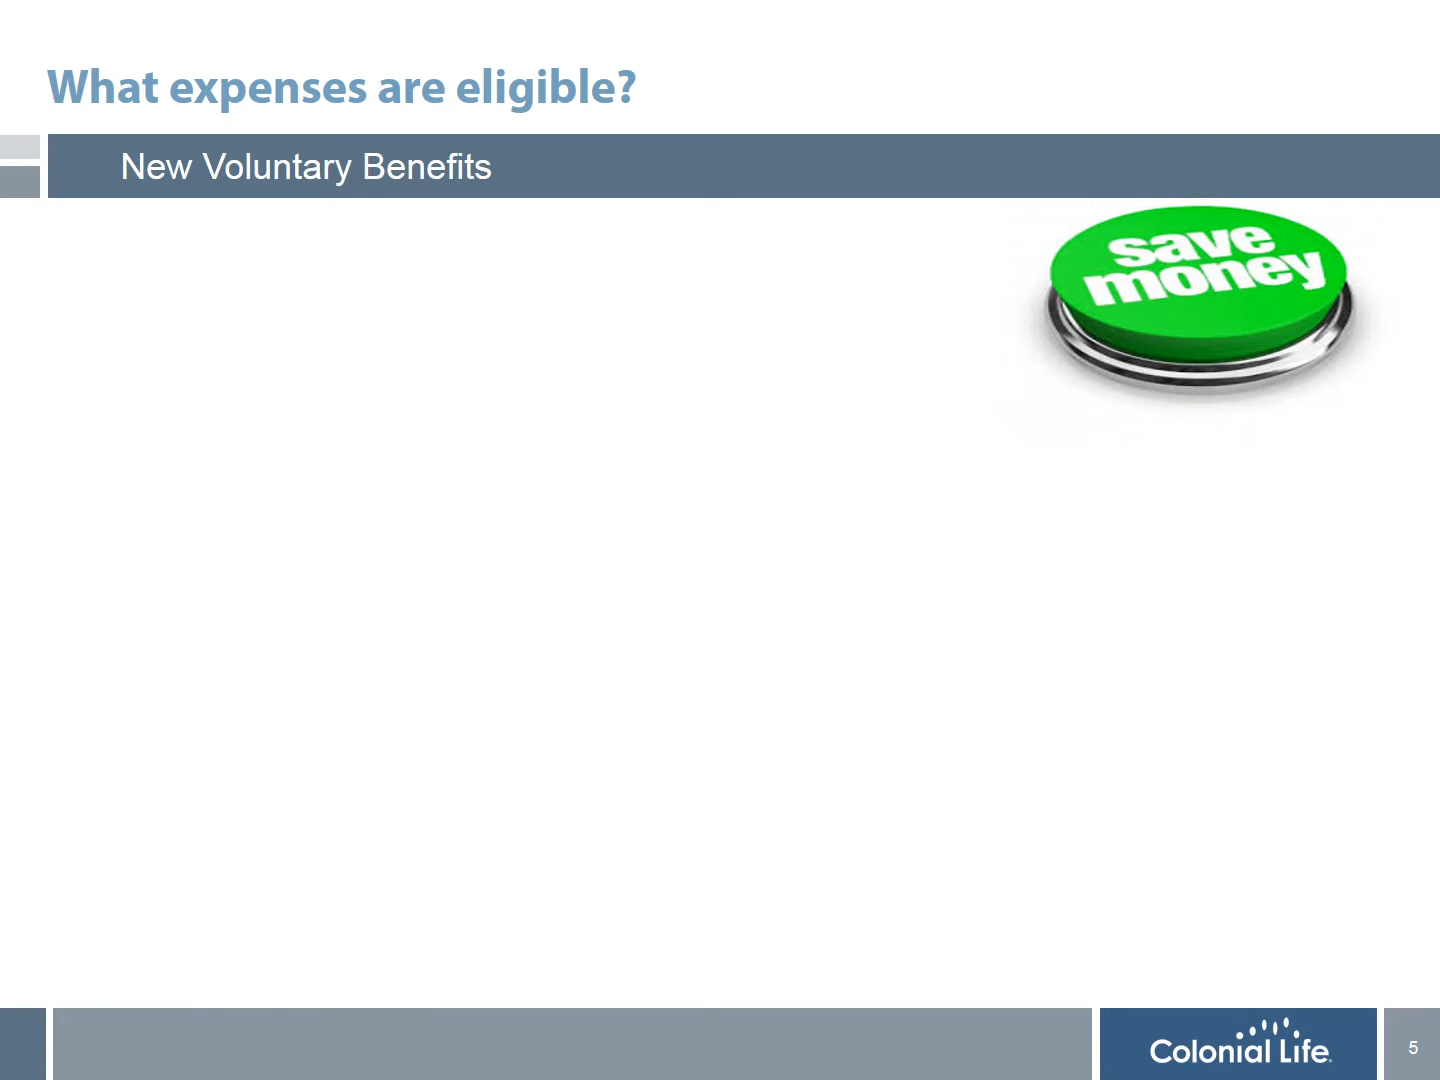 What expenses are eligible?
New Voluntary Benefits
save
money
Colonial Life.
5